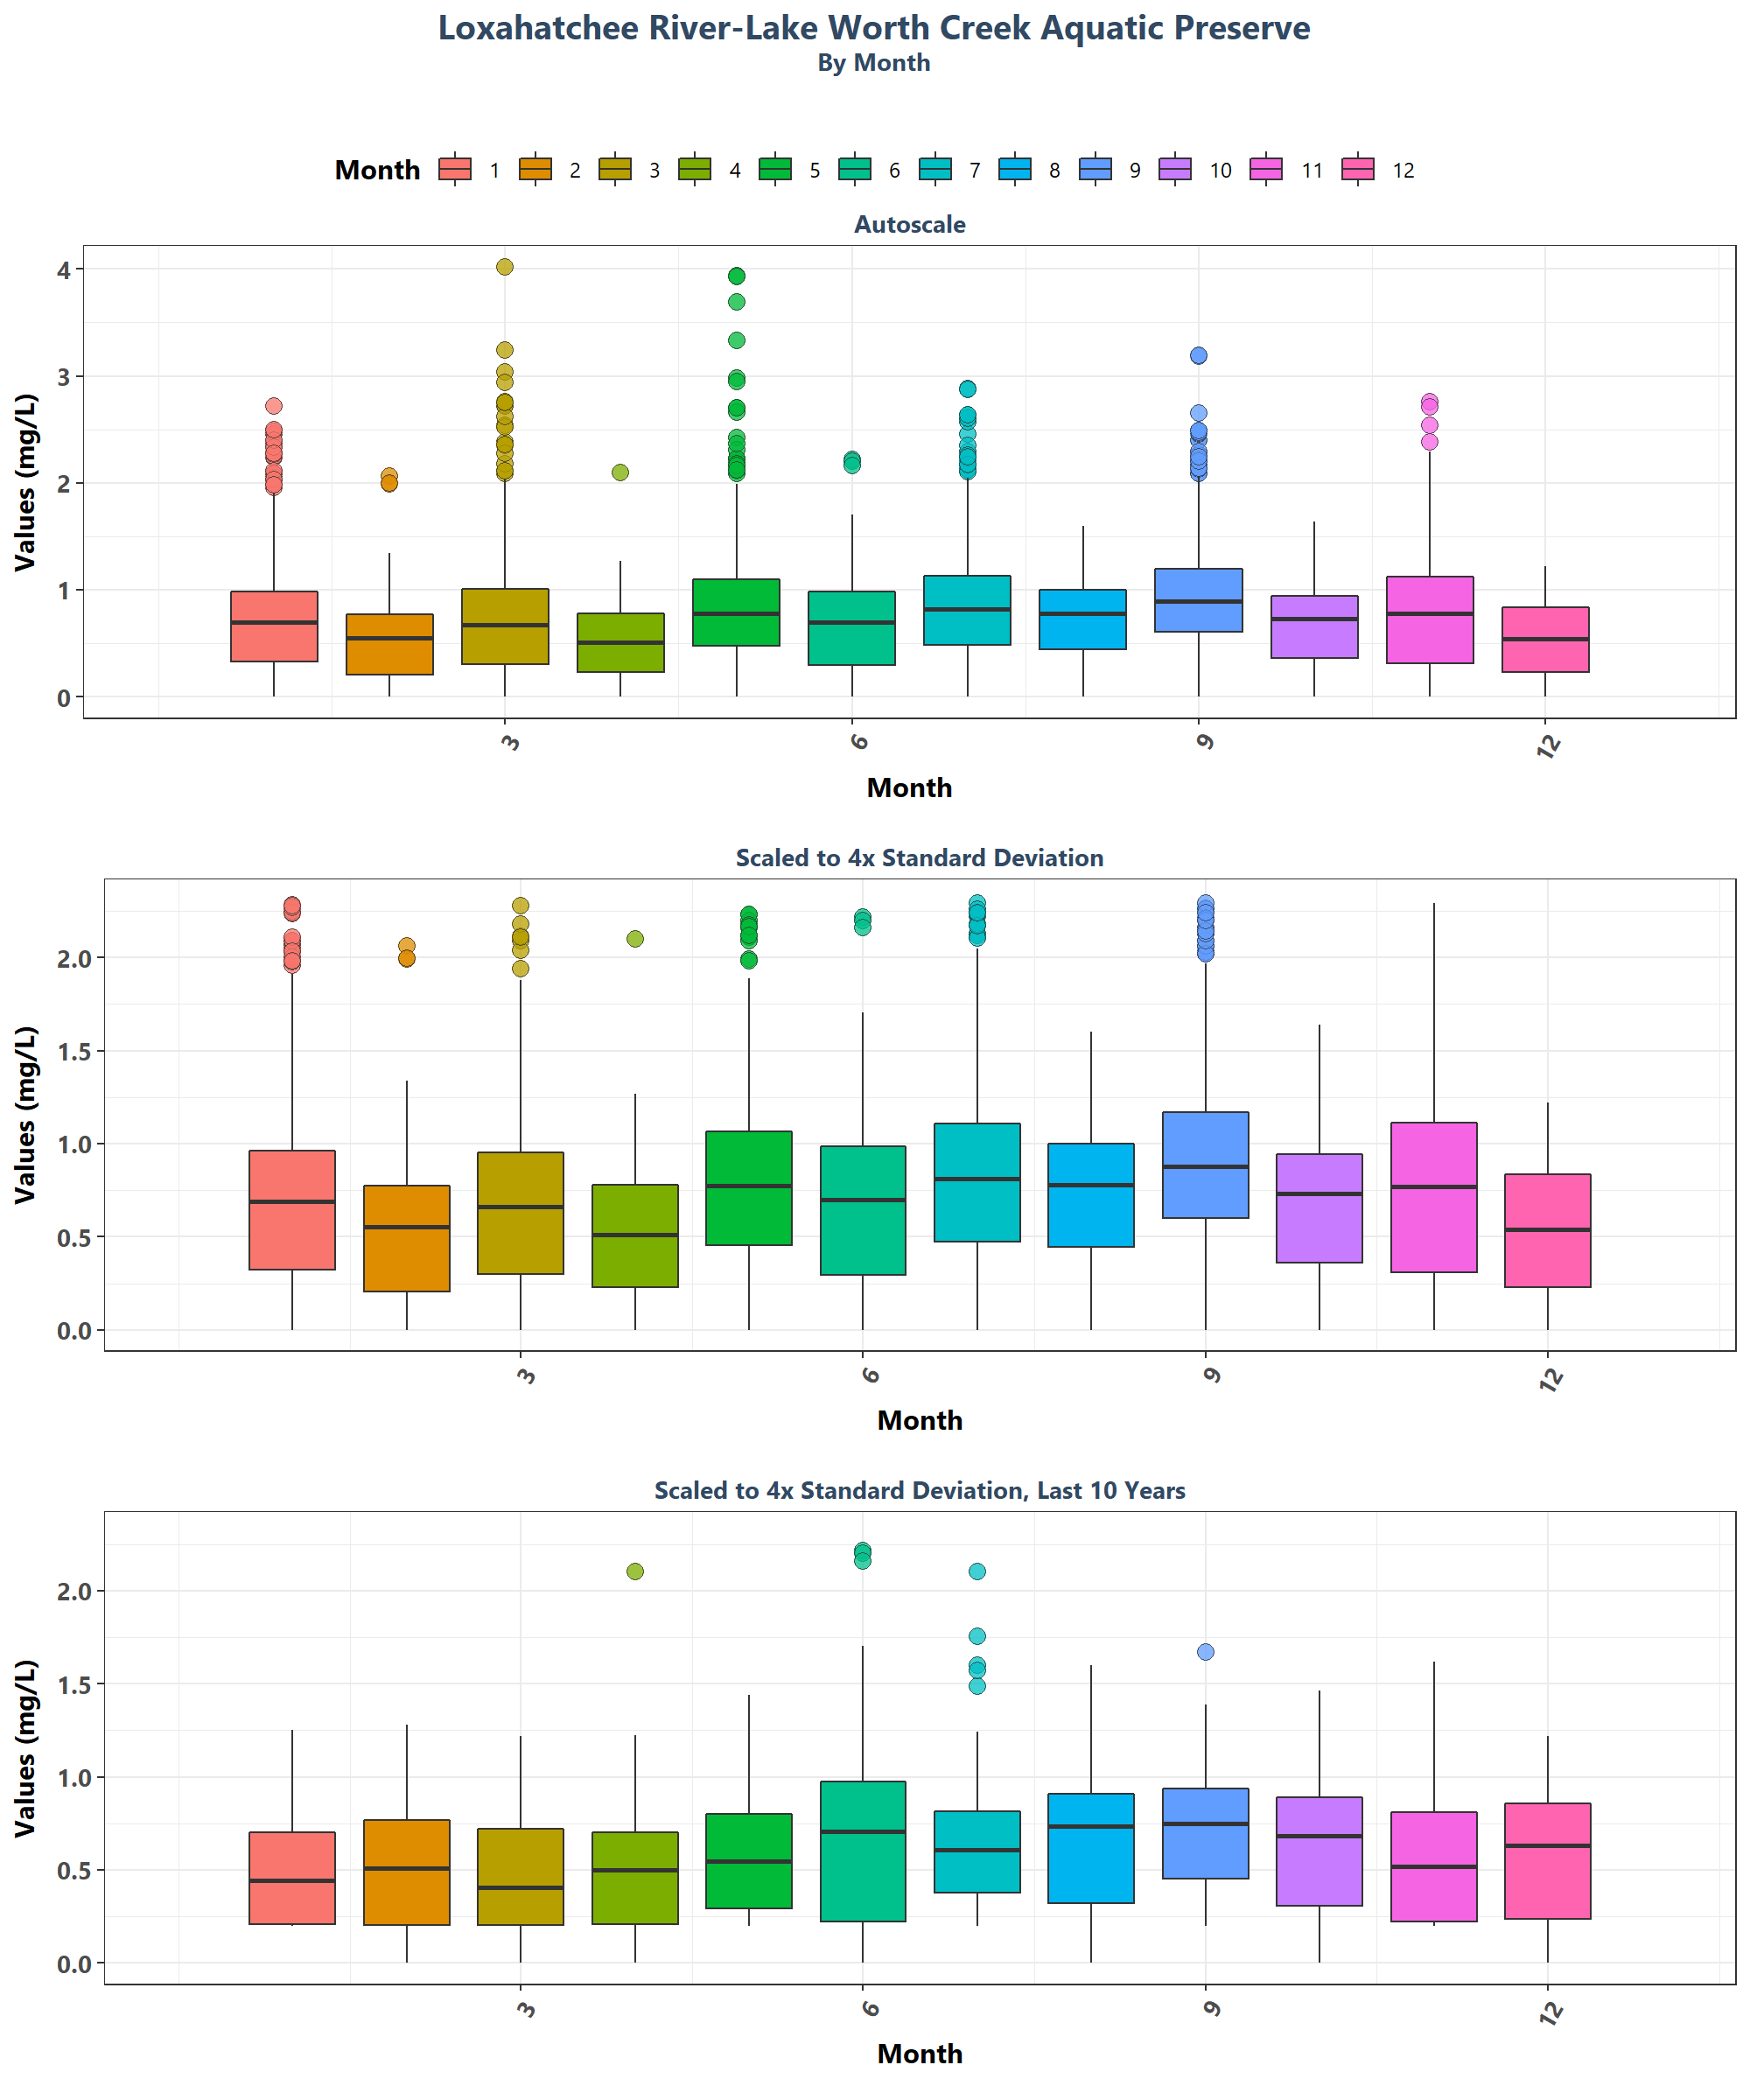 Loxahatchee River-Lake Worth Creek Aquatic Preserve
By Month
Month 1 2 3 4 5 6 7 8 9 10 11 12
Autoscale
Values (mg/L)
4
3
2
1
0
3 6 9 12
Month
Scaled to 4x Standard Deviation
Values (mg/L)
2.0
1.5
1.0
0.5
0.0
3 6 9 12
Month
Scaled to 4x Standard Deviation, Last 10 Years
Values (mg/L)
2.0
1.5
1.0
0.5
0.0
3 6 9 12
Month